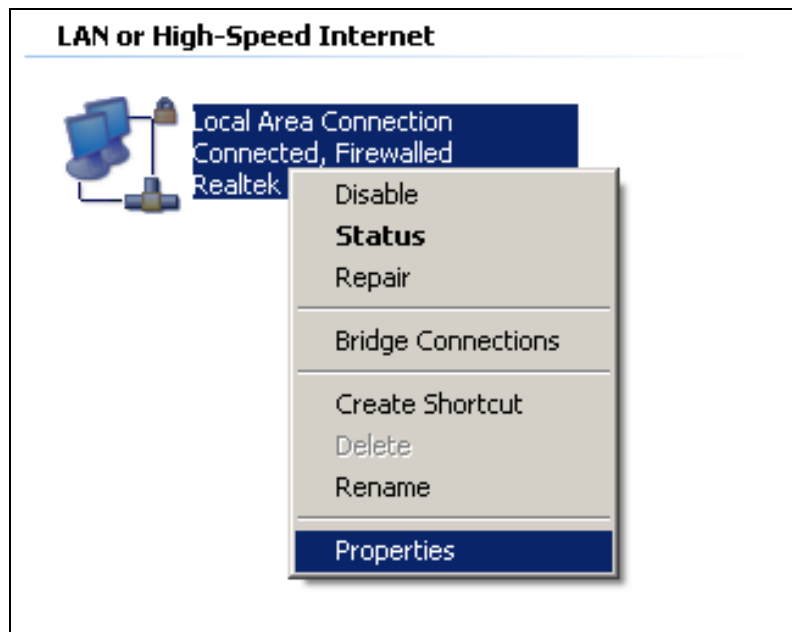 LAN or High-Speed Internet
Local Area Connection
Connected, Firewalled
Realtek
Disable
Status
Repair
Bridge Connections
Create Shortcut
Delete
Rename
Properties